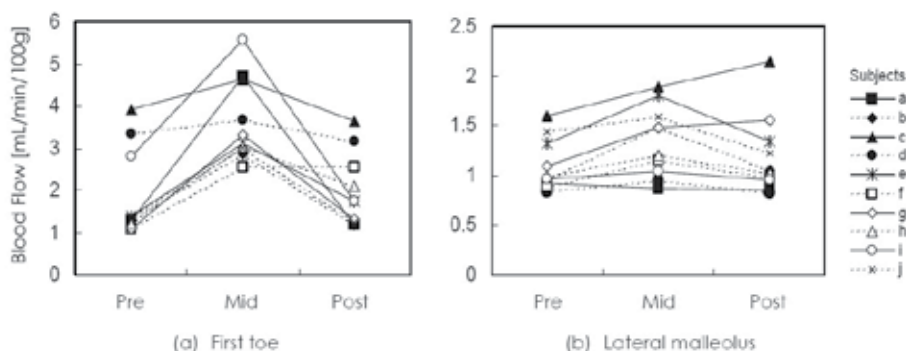 Blood Flow [mL/min/100g]
6
5
4
3
2
1
0
Pre Mid Post
(a) First toe
2.5
2
1.5
1
0.5
0
Pre Mid Post
(b) Lateral malleolus
Subjects
a
b
c
d
e
f
g
h
i
j